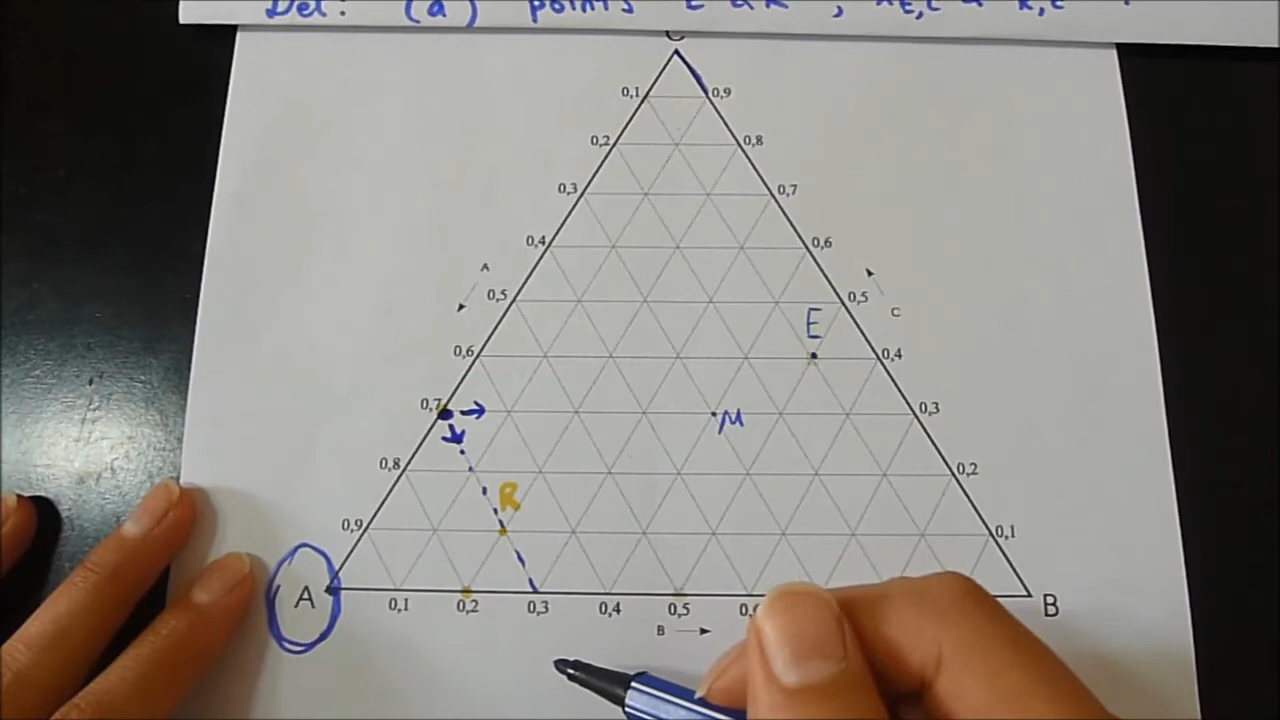 Det: (a) points E &R ,
C
0,1 0,9
0,2 0,8
0,3 0,7
0,4 0,6
A
0,5 0,5
C
E
0,6 0,4
0,7 0,3
M
0,8 0,2
R
0,9 0,1
A B
0,1 0,2 0,3 0,4 0,5
B